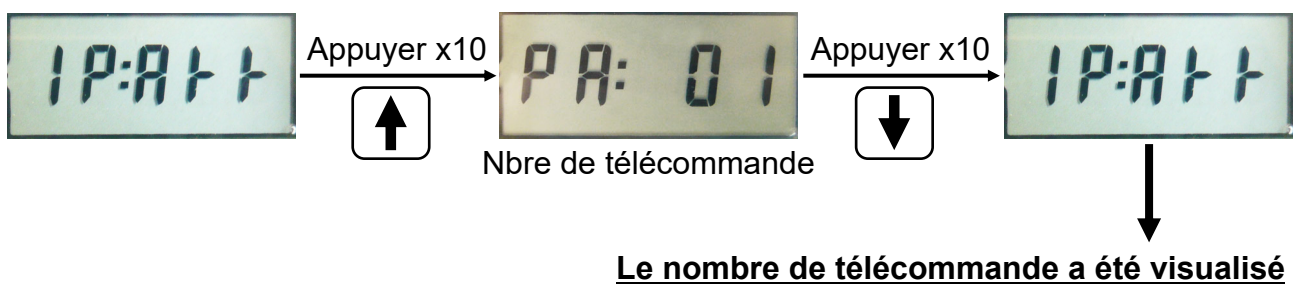 1P:Att
Appuyer x10
PA: 01
Nbre de télécommande
Appuyer x10
1P:Att
Le nombre de télécommande a été visualisé